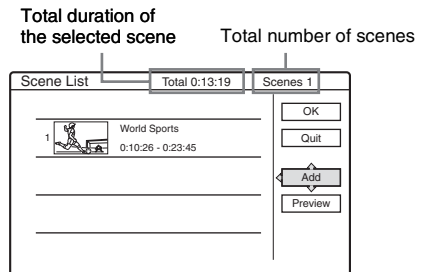 Total duration of
the selected scene
Total number of scenes
Scene List
Total 0:13:19
Scenes 1
OK
1
World Sports
0:10:26 - 0:23:45
Quit
Add
Preview